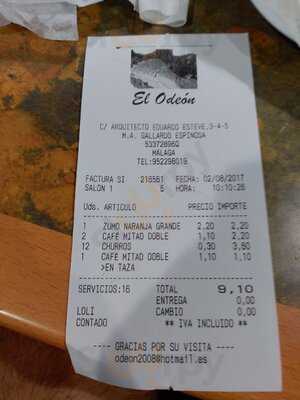 El Odeón
C/ ARQUITECTO EDUARDO ESTEVE,3-4-5
M.A. GALLARDO ESPINOSA
53372896Q
MÁLAGA
TEL:952298019
FACTURA SI 216561 FECHA: 02/08/2017
SALON 1 5 HORA: 10:10:26
Uds. ARTICULO PRECIO IMPORTE
1 ZUMO NARANJA GRANDE 2,20 2,20
2 CAFÉ MITAD DOBLE 1,10 2,20
12 CHURROS 0,30 3,60
1 CAFÉ MITAD DOBLE 1,10 1,10
>EN TAZA
SERVICIOS:16 TOTAL 9,10
ENTREGA 0,00
LOLI CAMBIO 0,00
CONTADO ** IVA INCLUIDO **
---- GRACIAS POR SU VISITA ----
odeon2008@hotmail.es